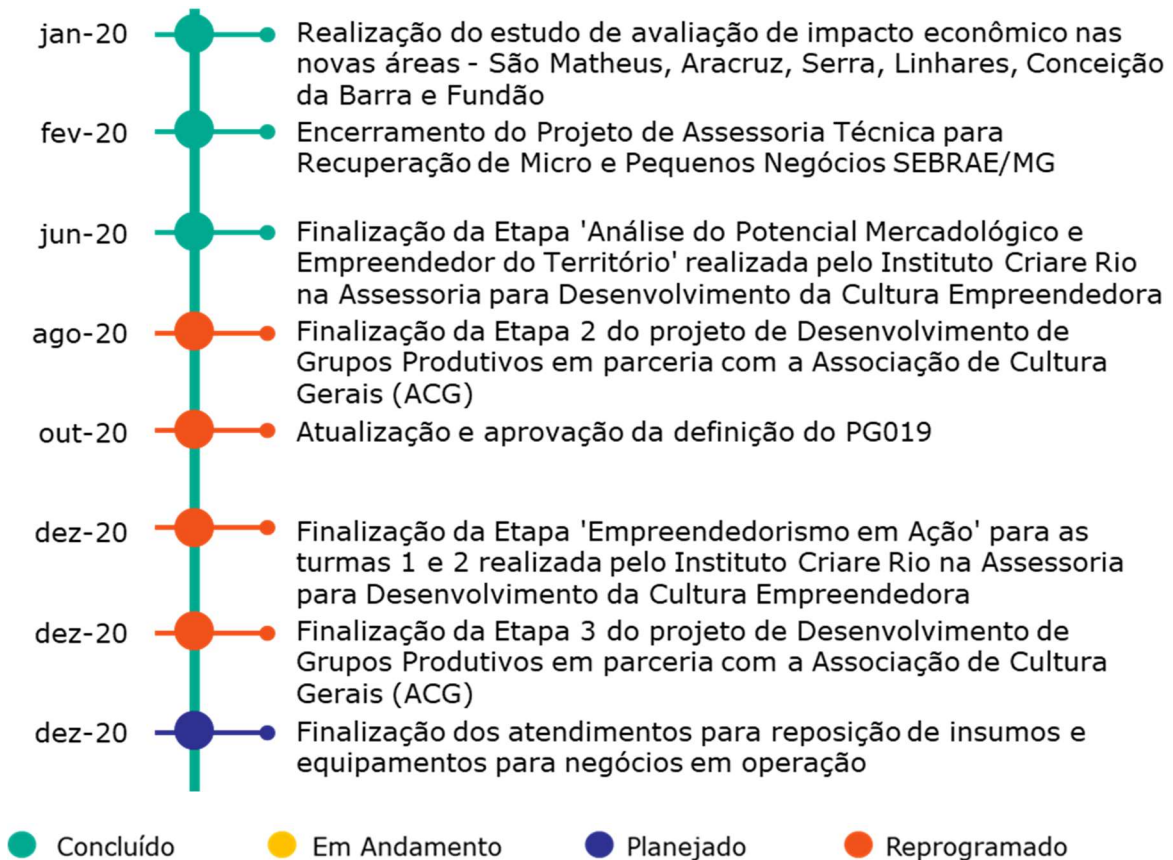 jan-20
Realização do estudo de avaliação de impacto econômico nas
novas áreas - São Matheus, Aracruz, Serra, Linhares, Conceição
da Barra e Fundão
fev-20
Encerramento do Projeto de Assessoria Técnica para
Recuperação de Micro e Pequenos Negócios SEBRAE/MG
jun-20
Finalização da Etapa 'Análise do Potencial Mercadológico e
Empreendedor do Território' realizada pelo Instituto Criare Rio
na Assessoria para Desenvolvimento da Cultura Empreendedora
ago-20
Finalização da Etapa 2 do projeto de Desenvolvimento de
Grupos Produtivos em parceria com a Associação de Cultura
Gerais (ACG)
out-20
Atualização e aprovação da definição do PG019
dez-20
Finalização da Etapa 'Empreendedorismo em Ação' para as
turmas 1 e 2 realizada pelo Instituto Criare Rio na Assessoria
para Desenvolvimento da Cultura Empreendedora
dez-20
Finalização da Etapa 3 do projeto de Desenvolvimento de
Grupos Produtivos em parceria com a Associação de Cultura
Gerais (ACG)
dez-20
Finalização dos atendimentos para reposição de insumos e
equipamentos para negócios em operação
Concluído Em Andamento Planejado Reprogramado